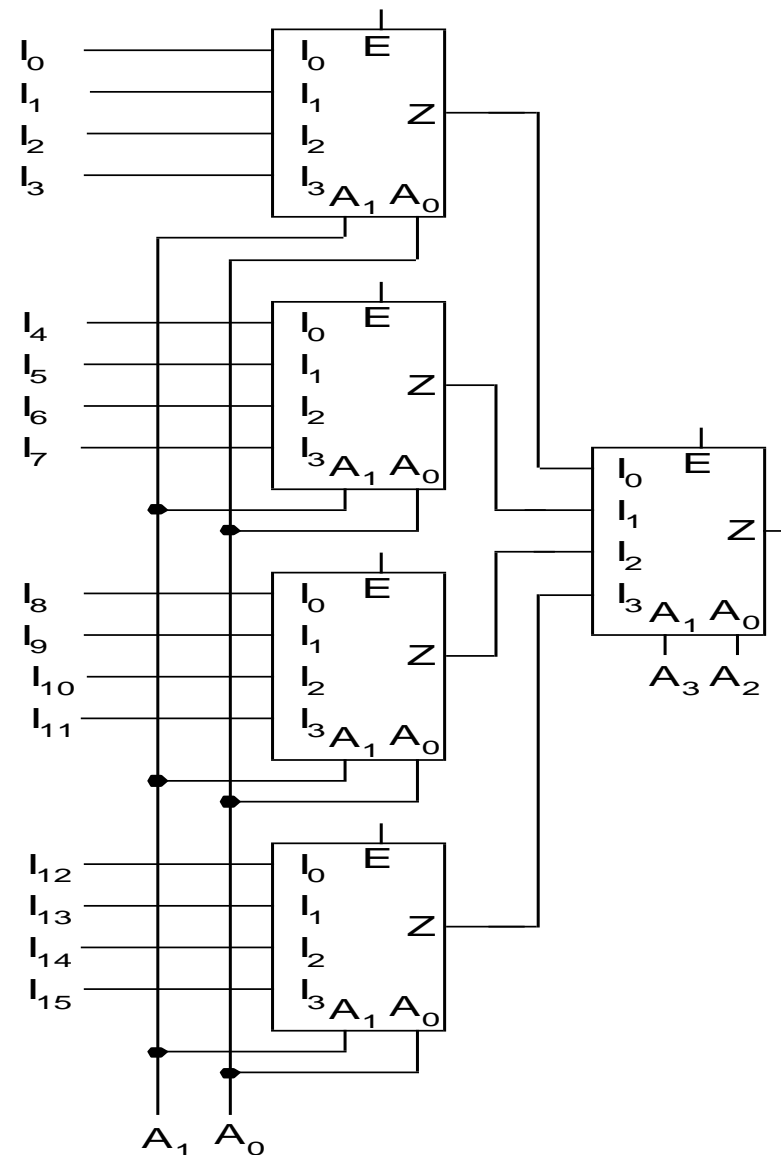 E
I₀ I₀
I₁ I₁
Z
I₂ I₂
I₃ I₃
A₁ A₀
E
I₄ I₀
I₅ I₁
Z
I₆ I₂
I₇ I₃
A₁ A₀
E
I₀
I₁
Z
I₂
I₃
A₁ A₀
A₃ A₂
E
I₈ I₀
I₉ I₁
Z
I₁₀ I₂
I₁₁ I₃
A₁ A₀
E
I₁₂ I₀
I₁₃ I₁
Z
I₁₄ I₂
I₁₅ I₃
A₁ A₀
A₁ A₀